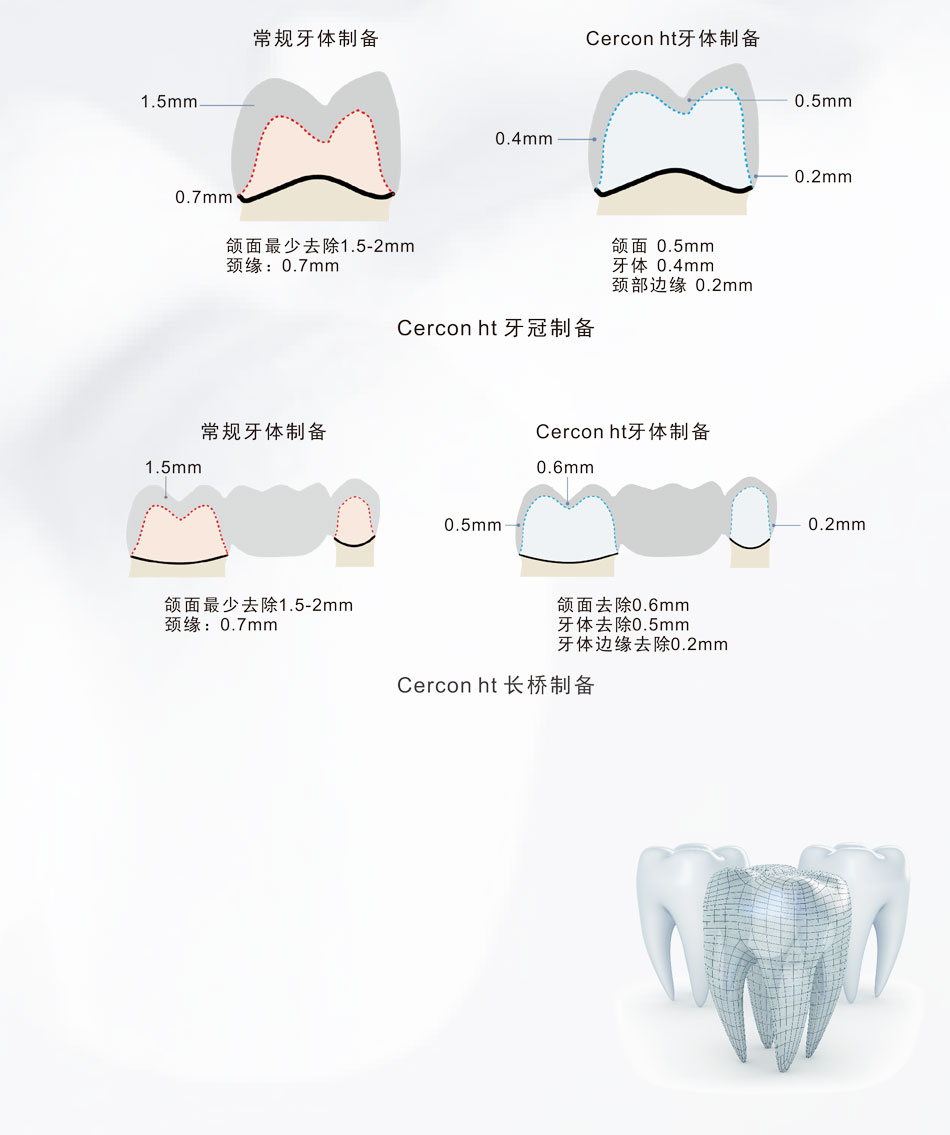 常规牙体制备
Cercon ht牙体制备
1.5mm
0.7mm
0.5mm
0.4mm
0.2mm
颌面最少去除1.5-2mm
颈缘：0.7mm
颌面 0.5mm
牙体 0.4mm
颈部边缘 0.2mm
Cercon ht 牙冠制备
常规牙体制备
Cercon ht牙体制备
1.5mm
0.6mm
0.5mm
0.2mm
颌面最少去除1.5-2mm
颈缘：0.7mm
颌面去除0.6mm
牙体去除0.5mm
牙体边缘去除0.2mm
Cercon ht 长桥制备